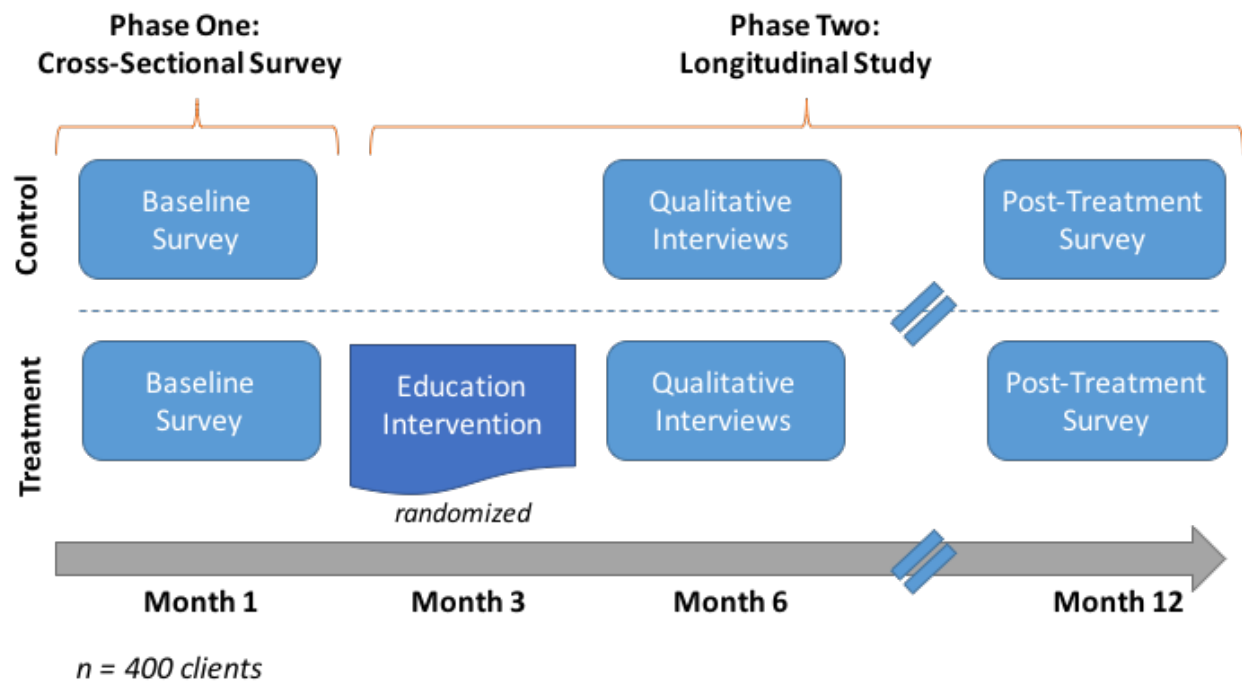 Phase One:
Cross-Sectional Survey
Phase Two:
Longitudinal Study
Control
Baseline
Survey
Qualitative
Interviews
Post-Treatment
Survey
Treatment
Baseline
Survey
Education
Intervention
randomized
Qualitative
Interviews
Post-Treatment
Survey
Month 1
Month 3
Month 6
Month 12
n = 400 clients